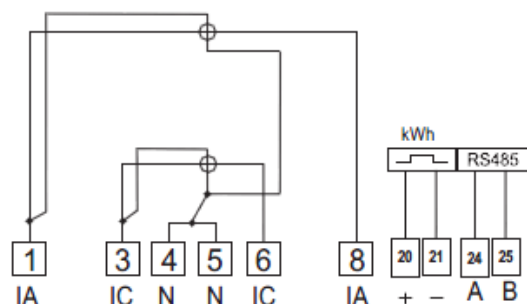 kWh
RS485
1 3 4 5 6 8 20 21 24 25
IA IC N N IC IA + − A B